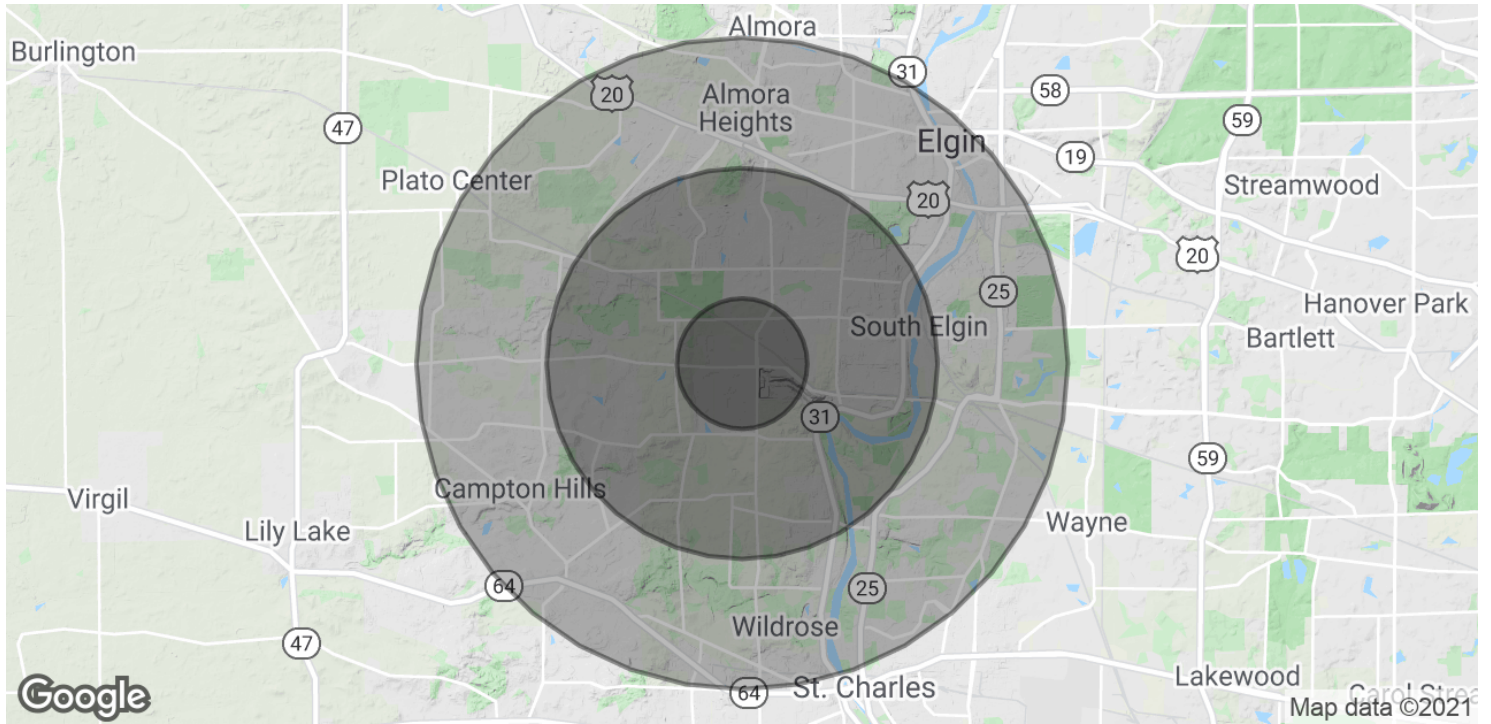 Almora
Burlington
31
20
58
Almora
Heights
59
47
Elgin
19
Plato Center
Streamwood
20
20
25
Hanover Park
South Elgin
Bartlett
31
59
Campton Hills
Virgil
Wayne
Lily Lake
64
25
Wildrose
47
Lakewood
St. Charles
64
Google
Carol Strea
Map data ©2021